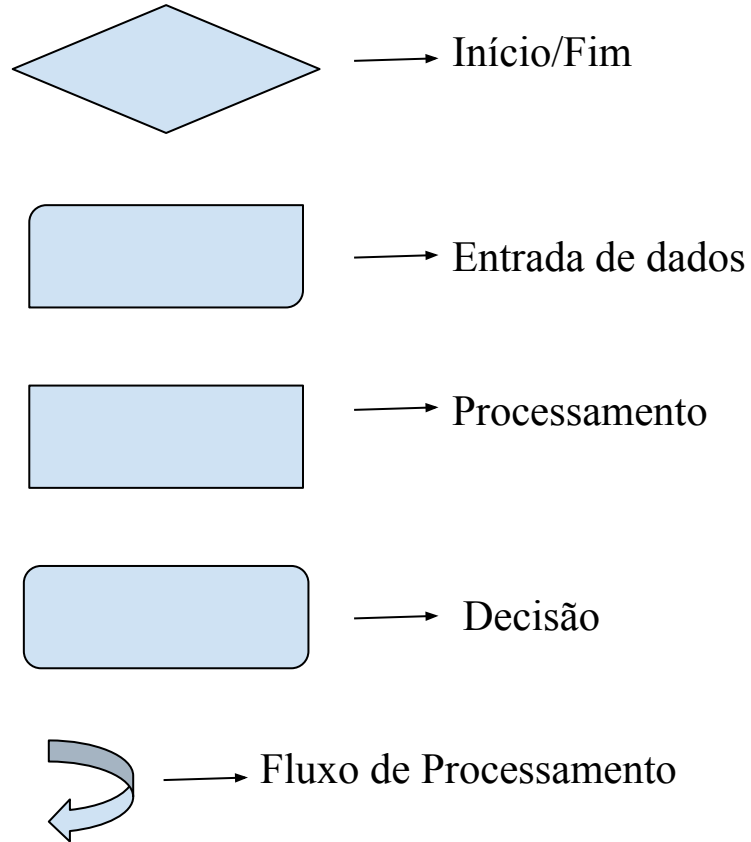 Início/Fim
Entrada de dados
Processamento
Decisão
Fluxo de Processamento